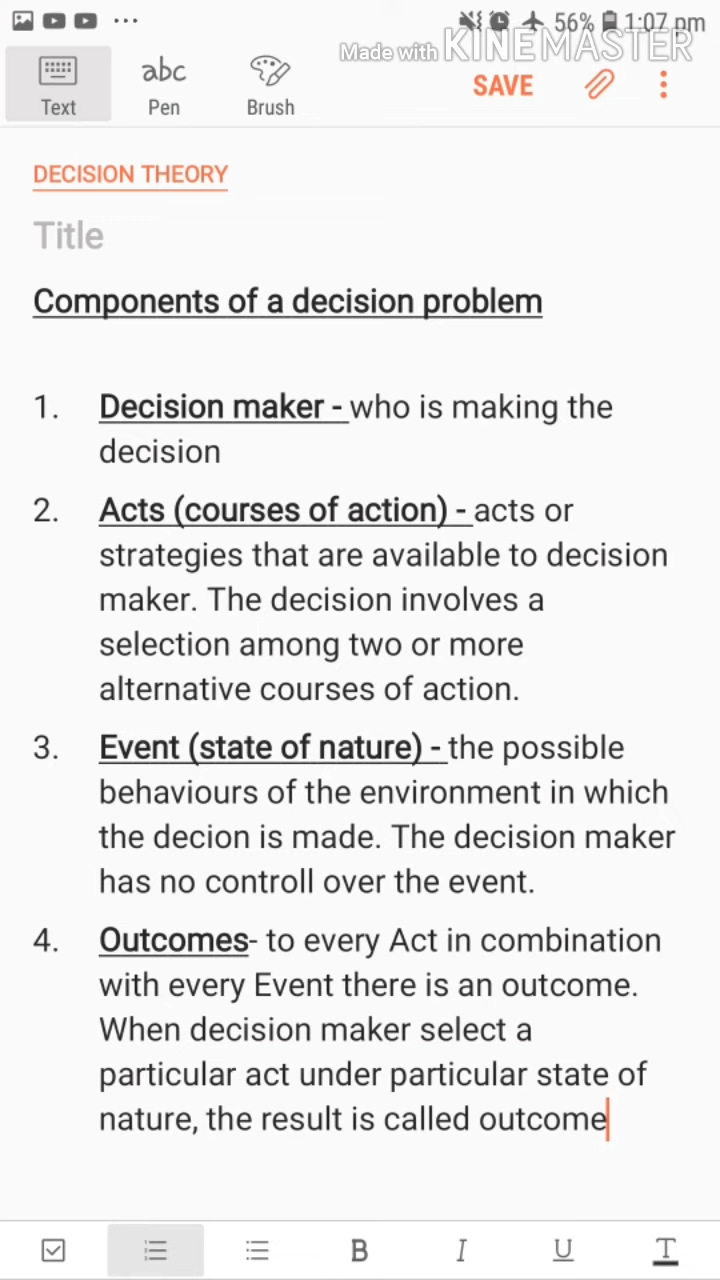 56% 1:07 pm
Made with KINEMASTER
Text
abc
Pen
Brush
SAVE
DECISION THEORY
Title
Components of a decision problem
1. Decision maker - who is making the
decision
2. Acts (courses of action) - acts or
strategies that are available to decision
maker. The decision involves a
selection among two or more
alternative courses of action.
3. Event (state of nature) - the possible
behaviours of the environment in which
the decion is made. The decision maker
has no controll over the event.
4. Outcomes- to every Act in combination
with every Event there is an outcome.
When decision maker select a
particular act under particular state of
nature, the result is called outcome
B I U T